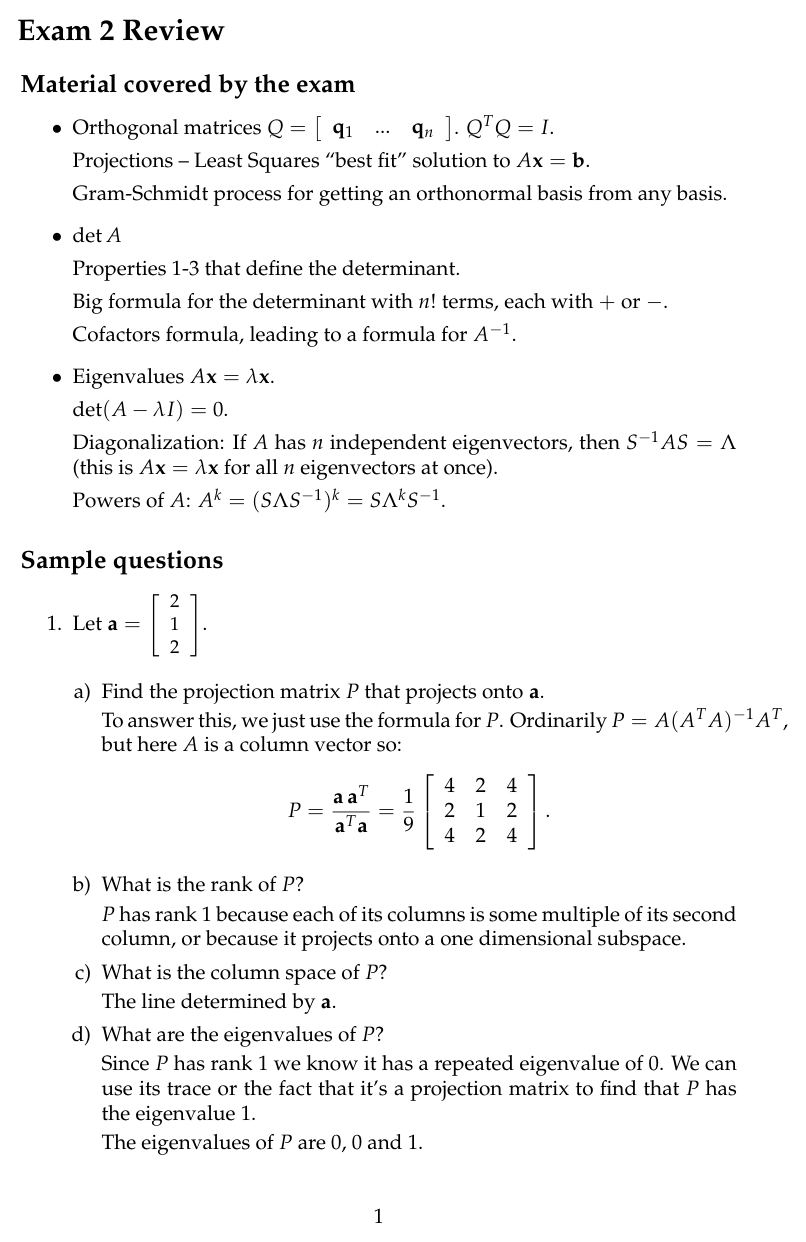 Exam 2 Review
Material covered by the exam
• Orthogonal matrices Q = [ q₁ ... qₙ ]. QᵀQ = I.
Projections – Least Squares “best fit” solution to Ax = b.
Gram-Schmidt process for getting an orthonormal basis from any basis.
• det A
Properties 1-3 that define the determinant.
Big formula for the determinant with n! terms, each with + or −.
Cofactors formula, leading to a formula for A⁻¹.
• Eigenvalues Ax = λx.
det(A − λI) = 0.
Diagonalization: If A has n independent eigenvectors, then S⁻¹AS = Λ
(this is Ax = λx for all n eigenvectors at once).
Powers of A: Aᵏ = (SΛS⁻¹)ᵏ = SΛᵏS⁻¹.
Sample questions
1. Let a = [ 2 1 2 ].
a) Find the projection matrix P that projects onto a.
To answer this, we just use the formula for P. Ordinarily P = A(AᵀA)⁻¹Aᵀ,
but here A is a column vector so:
P = a aᵀ / aᵀa = 1/9 [ 4 2 4
2 1 2
4 2 4 ] .
b) What is the rank of P?
P has rank 1 because each of its columns is some multiple of its second
column, or because it projects onto a one dimensional subspace.
c) What is the column space of P?
The line determined by a.
d) What are the eigenvalues of P?
Since P has rank 1 we know it has a repeated eigenvalue of 0. We can
use its trace or the fact that it’s a projection matrix to find that P has
the eigenvalue 1.
The eigenvalues of P are 0, 0 and 1.
1